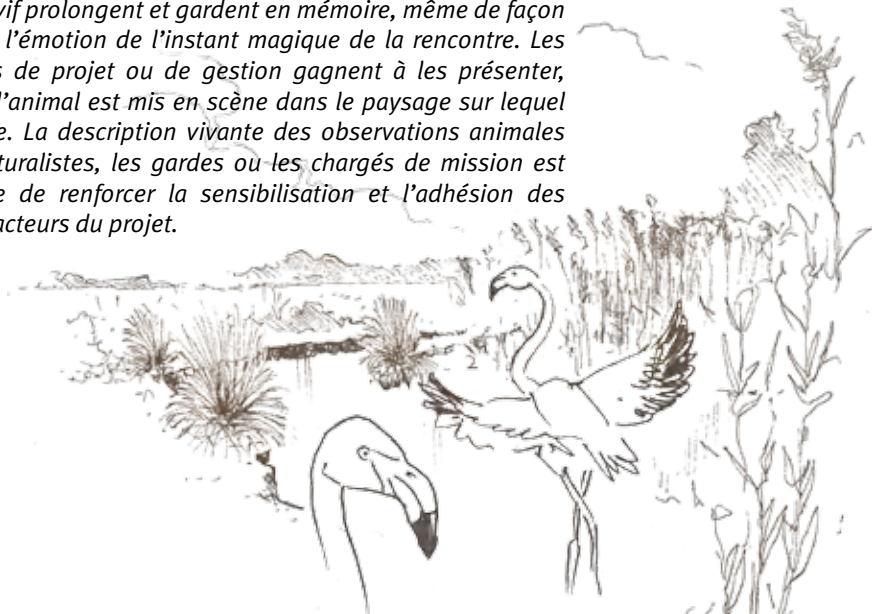 vif prolongent et gardent en mémoire, même de façon
l’émotion de l’instant magique de la rencontre. Les
de projet ou de gestion gagnent à les présenter,
l’animal est mis en scène dans le paysage sur lequel
La description vivante des observations animales
les gardes ou les chargés de mission est
de renforcer la sensibilisation et l’adhésion des
acteurs du projet.